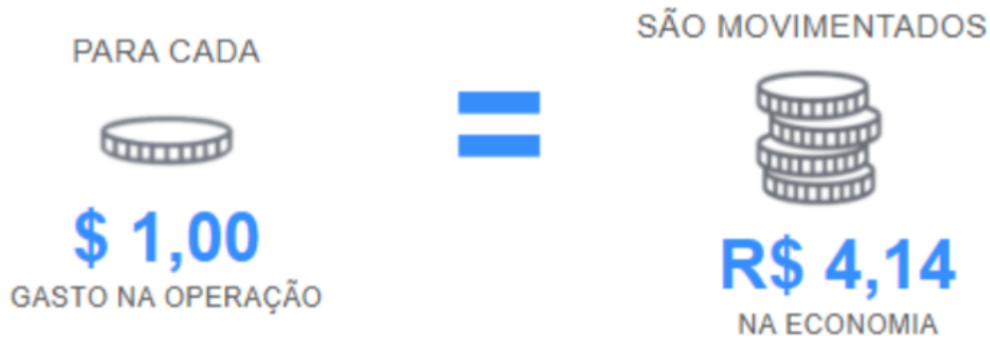 PARA CADA
$ 1,00
GASTO NA OPERAÇÃO
=
SÃO MOVIMENTADOS
R$ 4,14
NA ECONOMIA